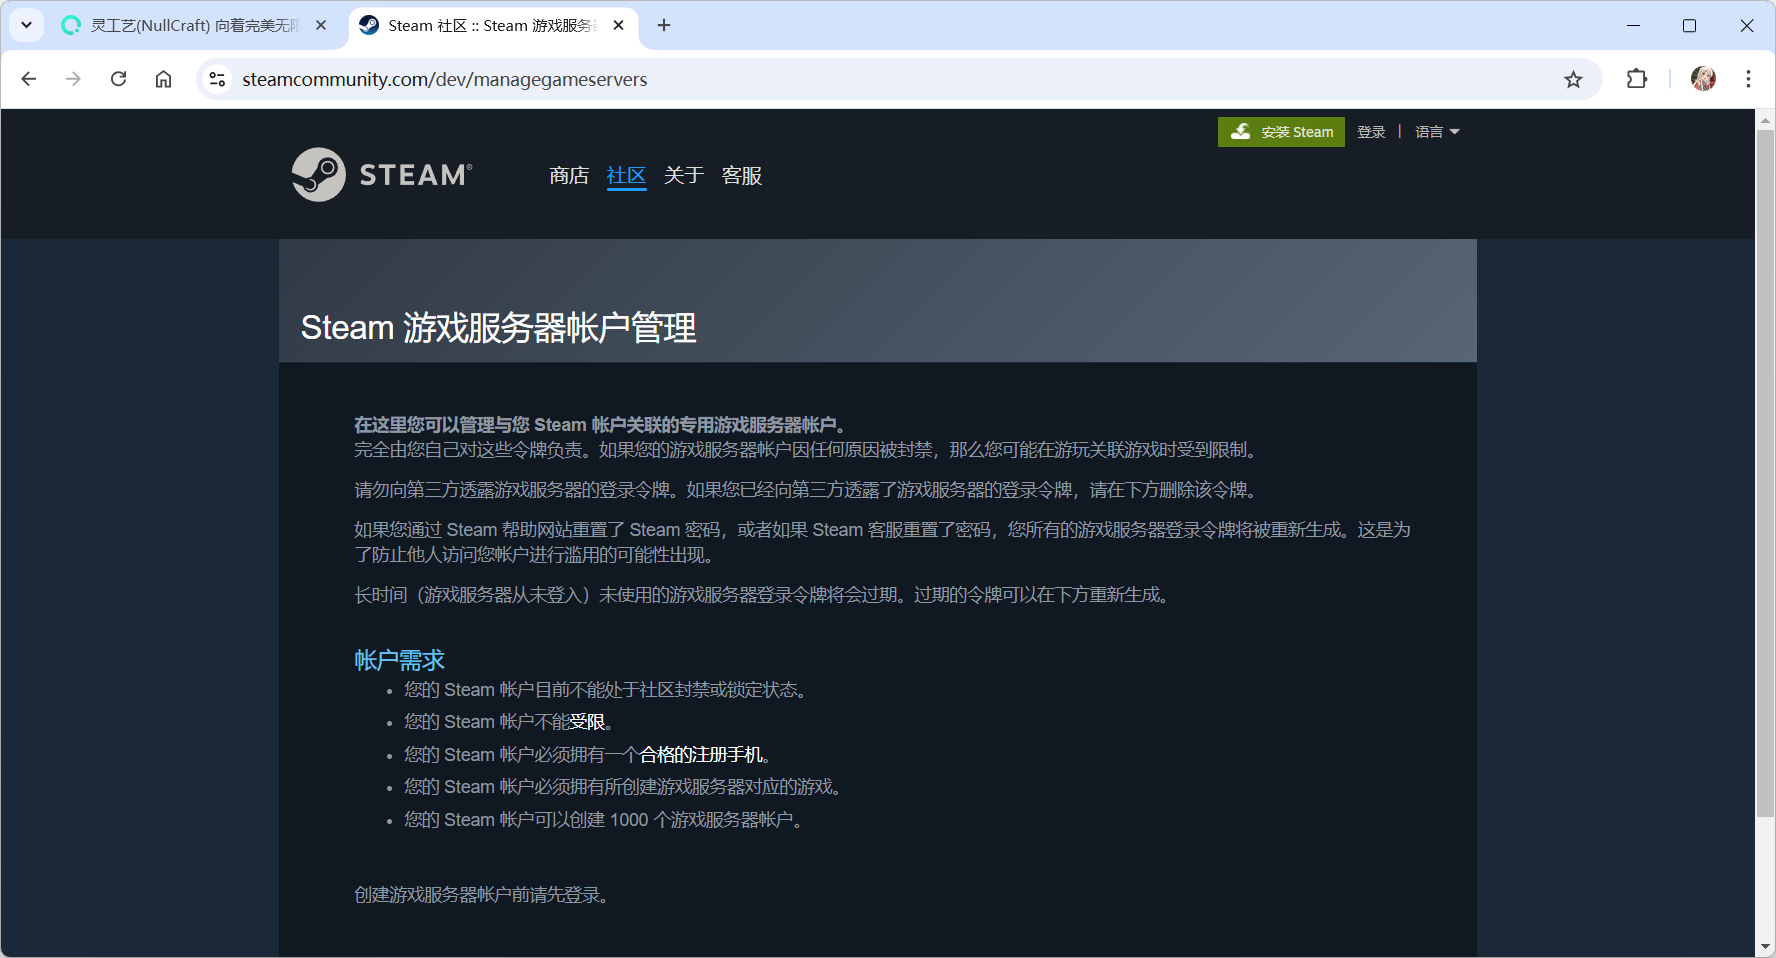 灵工艺(NullCraft) 向着完美无
Steam 社区 :: Steam 游戏服务
steamcommunity.com/dev/managegameservers
安装 Steam
登录
|
语言
STEAM®
商店
社区
关于
客服
Steam 游戏服务器帐户管理
在这里您可以管理与您 Steam 帐户关联的专用游戏服务器帐户。
完全由您自己对这些令牌负责。如果您的游戏服务器帐户因任何原因被封禁，那么您可能在游玩关联游戏时受到限制。
请勿向第三方透露游戏服务器的登录令牌。如果您已经向第三方透露了游戏服务器的登录令牌，请在下方删除该令牌。
如果您通过 Steam 帮助网站重置了 Steam 密码，或者如果 Steam 客服重置了密码，您所有的游戏服务器登录令牌将被重新生成。这是为
了防止他人访问您帐户进行滥用的可能性出现。
长时间（游戏服务器从未登入）未使用的游戏服务器登录令牌将会过期。过期的令牌可以在下方重新生成。
帐户需求
• 您的 Steam 帐户目前不能处于社区封禁或锁定状态。
• 您的 Steam 帐户不能受限。
• 您的 Steam 帐户必须拥有一个合格的注册手机。
• 您的 Steam 帐户必须拥有所创建游戏服务器对应的游戏。
• 您的 Steam 帐户可以创建 1000 个游戏服务器帐户。
创建游戏服务器帐户前请先登录。